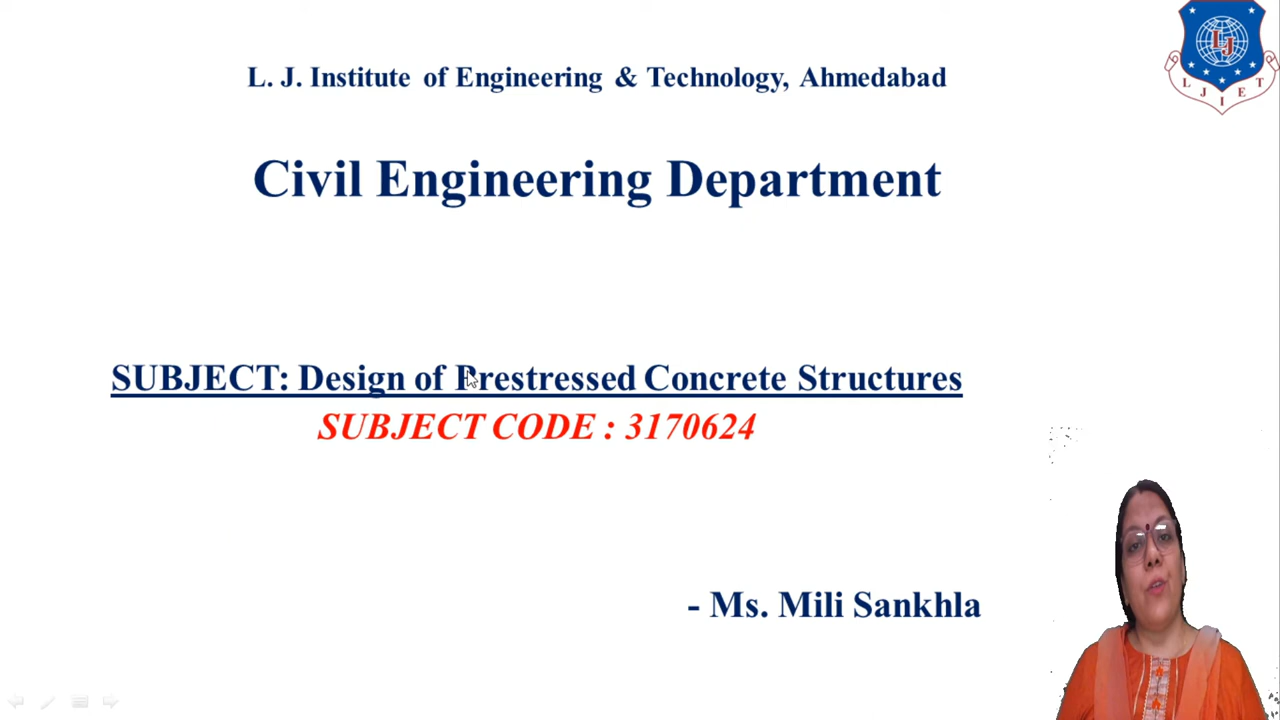 L. J. Institute of Engineering & Technology, Ahmedabad
LJ
L J I E T
Civil Engineering Department
SUBJECT: Design of Prestressed Concrete Structures
SUBJECT CODE : 3170624
- Ms. Mili Sankhla